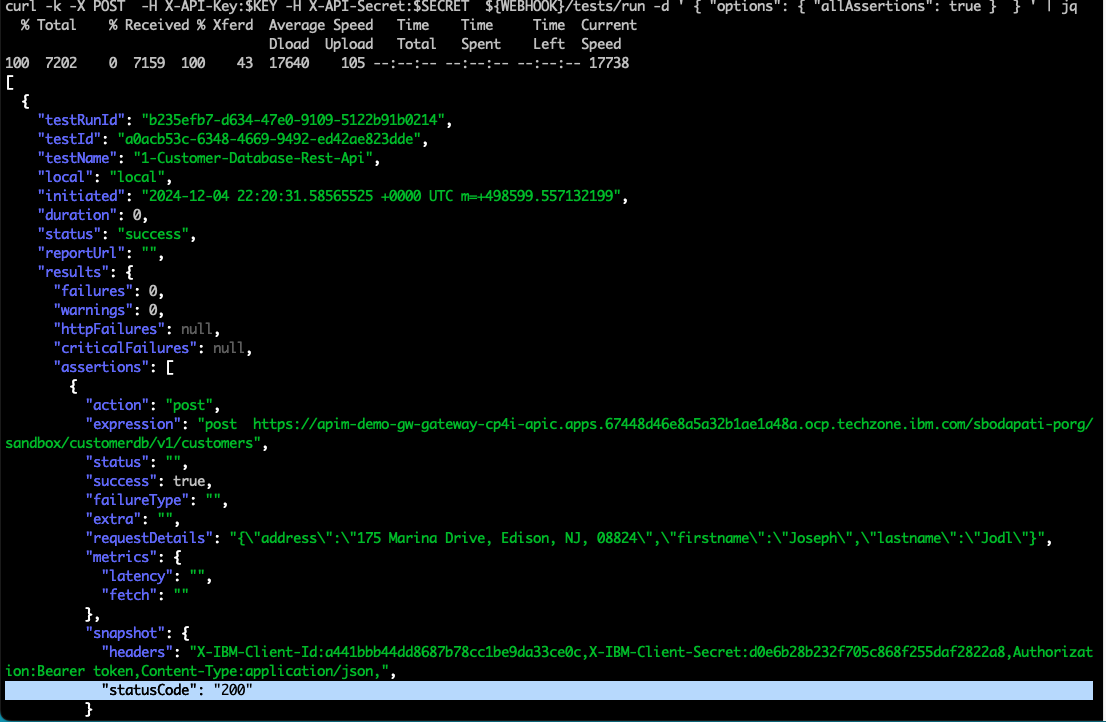 curl -k -X POST  -H X-API-Key:$KEY -H X-API-Secret:$SECRET  ${WEBHOOK}/tests/run -d ' { "options": { "allAssertions": true }  } ' | jq
  % Total    % Received % Xferd  Average Speed   Time    Time     Time  Current
                                 Dload  Upload   Total   Spent    Left  Speed
100  7202    0  7159  100    43  17640    105 --:--:-- --:--:-- --:--:-- 17738
[
  {
    "testRunId": "b235efb7-d634-47e0-9109-5122b91b0214",
    "testId": "a0acb53c-6348-4669-9492-ed42ae823dde",
    "testName": "1-Customer-Database-Rest-Api",
    "local": "local",
    "initiated": "2024-12-04 22:20:31.58565525 +0000 UTC m=+498599.557132199",
    "duration": 0,
    "status": "success",
    "reportUrl": "",
    "results": {
      "failures": 0,
      "warnings": 0,
      "httpFailures": null,
      "criticalFailures": null,
      "assertions": [
        {
          "action": "post",
          "expression": "post  https://apim-demo-gw-gateway-cp4i-apic.apps.67448d46e8a5a32b1ae1a48a.ocp.techzone.ibm.com/sbodapati-porg/
sandbox/customerdb/v1/customers",
          "status": "",
          "success": true,
          "failureType": "",
          "extra": "",
          "requestDetails": "{\"address\":\"175 Marina Drive, Edison, NJ, 08824\",\"firstname\":\"Joseph\",\"lastname\":\"Jodl\"}",
          "metrics": {
            "latency": "",
            "fetch": ""
          },
          "snapshot": {
            "headers": "X-IBM-Client-Id:a441bbb44dd8687b78cc1be9da33ce0c,X-IBM-Client-Secret:d0e6b28b232f705c868f255daf2822a8,Authorizat
ion:Bearer token,Content-Type:application/json,",
            "statusCode": "200"
          }